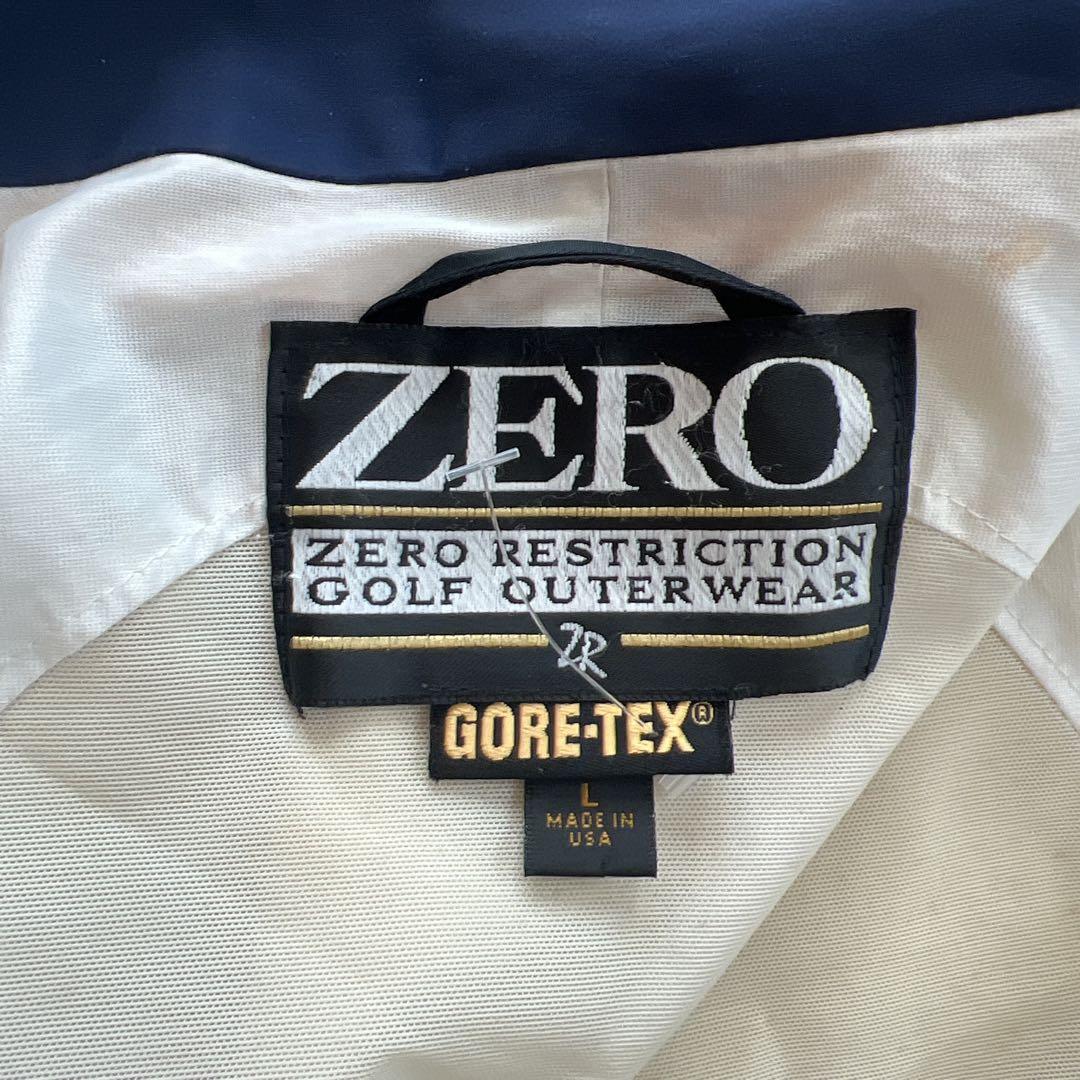 ZERO
ZERO RESTRICTION
GOLF OUTERWEAR
ZR
GORE-TEX®
L
MADE IN
USA